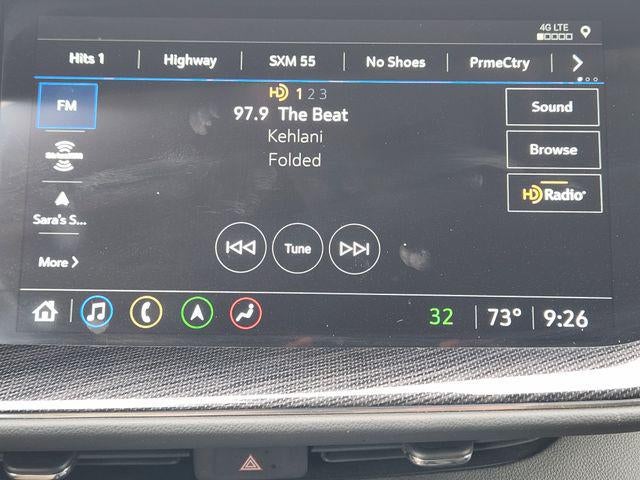 4G LTE
Hits 1 Highway SXM 55 No Shoes PrmeCtry
FM
HD 1 2 3
97.9 The Beat
Kehlani
Folded
Sound
Browse
HD Radio
Sara's S...
More
Tune
32 73° 9:26